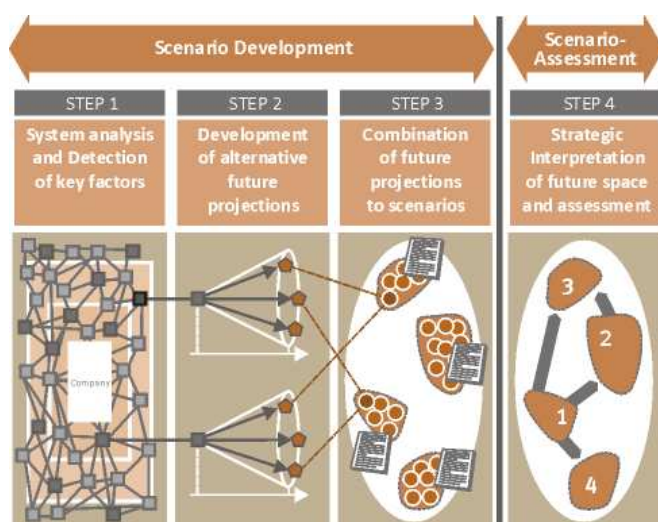 Scenario Development
Scenario-
Assessment
STEP 1
STEP 2
STEP 3
STEP 4
System analysis
and Detection
of key factors
Development
of alternative
future
projections
Combination
of future
projections
to scenarios
Strategic
Interpretation
of future space
and assessment
Company
3
2
1
4